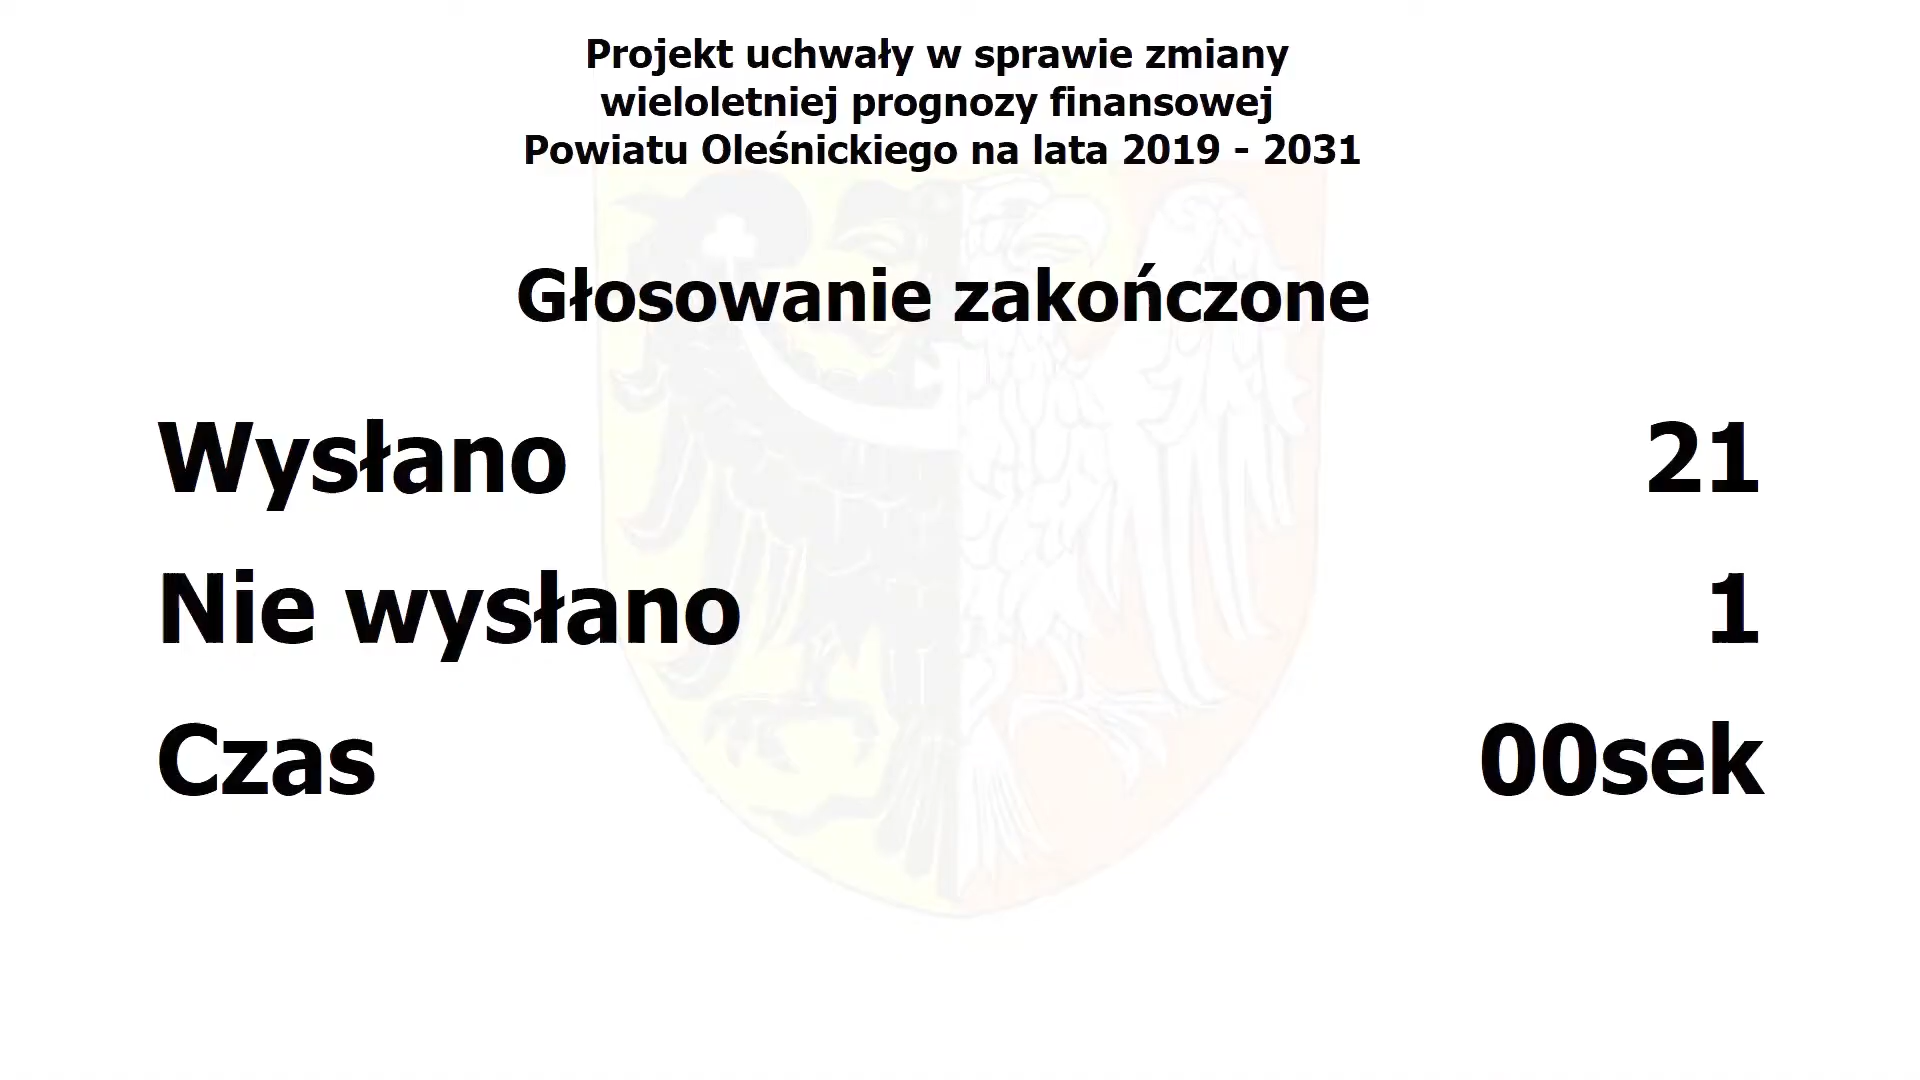 Projekt uchwały w sprawie zmiany
wieloletniej prognozy finansowej
Powiatu Oleśnickiego na lata 2019 - 2031
Głosowanie zakończone
Wysłano 21
Nie wysłano 1
Czas 00sek